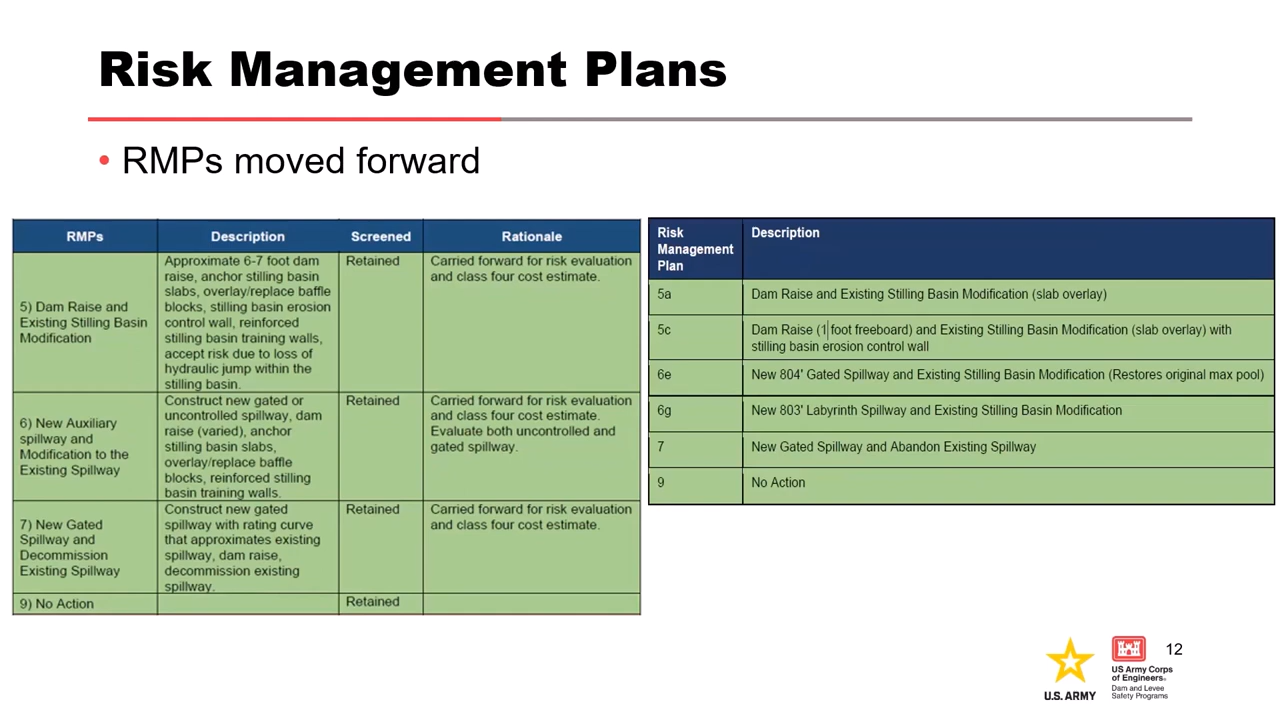 Risk Management Plans
• RMPs moved forward
RMPs
Description
Screened
Rationale
5) Dam Raise and
Existing Stilling Basin
Modification
Approximate 6-7 foot dam
raise, anchor stilling basin
slabs, overlay/replace baffle
blocks, stilling basin erosion
control wall, reinforced
stilling basin training walls,
accept risk due to loss of
hydraulic jump within the
stilling basin.
Retained
Carried forward for risk evaluation
and class four cost estimate.
6) New Auxiliary
spillway and
Modification to the
Existing Spillway
Construct new gated or
uncontrolled spillway, dam
raise (varied), anchor
stilling basin slabs,
overlay/replace baffle
blocks, reinforced stilling
basin training walls.
Retained
Carried forward for risk evaluation
and class four cost estimate.
Evaluate both uncontrolled and
gated spillway.
7) New Gated
Spillway and
Decommission
Existing Spillway
Construct new gated
spillway with rating curve
that approximates existing
spillway, dam raise,
decommission existing
spillway.
Retained
Carried forward for risk evaluation
and class four cost estimate.
9) No Action
Retained
Risk
Management
Plan
Description
5a
Dam Raise and Existing Stilling Basin Modification (slab overlay)
5c
Dam Raise (1 foot freeboard) and Existing Stilling Basin Modification (slab overlay) with
stilling basin erosion control wall
6e
New 804' Gated Spillway and Existing Stilling Basin Modification (Restores original max pool)
6g
New 803' Labyrinth Spillway and Existing Stilling Basin Modification
7
New Gated Spillway and Abandon Existing Spillway
9
No Action
U.S. ARMY
US Army Corps
of Engineers®
Dam and Levee
Safety Programs
12